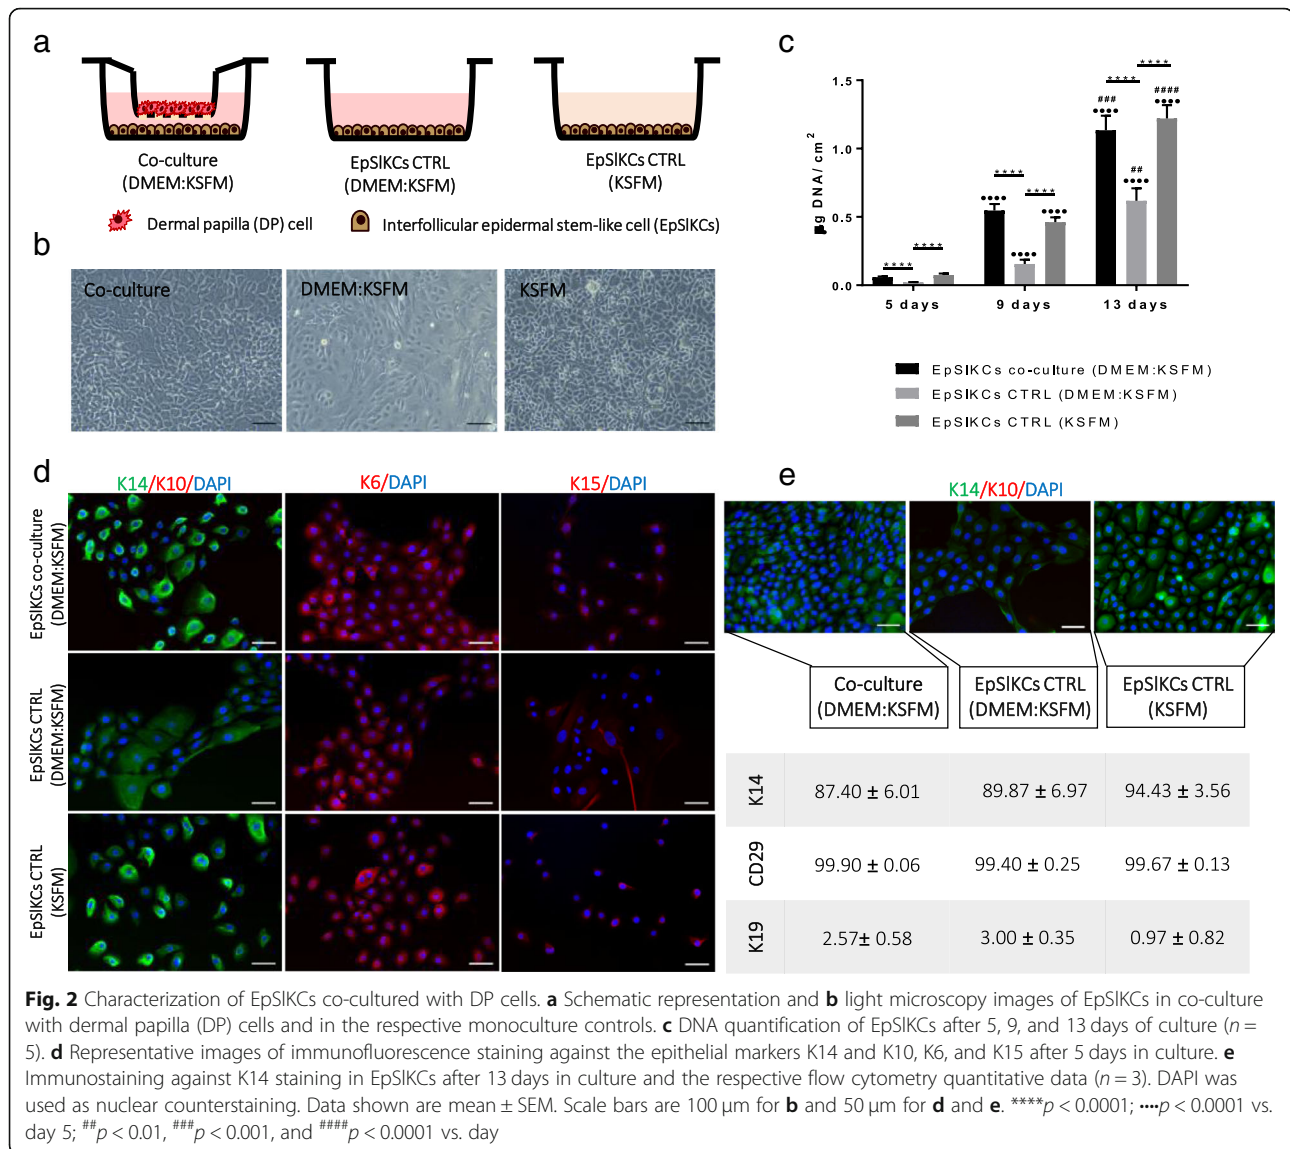 a
Co-culture
(DMEM:KSFM)
EpSlKCs CTRL
(DMEM:KSFM)
EpSlKCs CTRL
(KSFM)
Dermal papilla (DP) cell
Interfollicular epidermal stem-like cell (EpSlKCs)
b
Co-culture
DMEM:KSFM
KSFM
c
g DNA/ cm 2
1.5
1.0
0.5
0.0
****
****
****
****
****
****
••••
••••
••••
###
••••
##
••••
####
••••
5 days
9 days
13 days
EpSlKCs co-culture (DMEM:KSFM)
EpSlKCs CTRL (DMEM:KSFM)
EpSlKCs CTRL (KSFM)
d
K14/K10/DAPI
K6/DAPI
K15/DAPI
EpSlKCs co-culture
(DMEM:KSFM)
EpSlKCs CTRL
(DMEM:KSFM)
EpSlKCs CTRL
(KSFM)
e
K14/K10/DAPI
Co-culture
(DMEM:KSFM)
EpSlKCs CTRL
(DMEM:KSFM)
EpSlKCs CTRL
(KSFM)
K14 87.40 ± 6.01 89.87 ± 6.97 94.43 ± 3.56
CD29 99.90 ± 0.06 99.40 ± 0.25 99.67 ± 0.13
K19 2.57± 0.58 3.00 ± 0.35 0.97 ± 0.82
Fig. 2 Characterization of EpSlKCs co-cultured with DP cells. a Schematic representation and b light microscopy images of EpSlKCs in co-culture
with dermal papilla (DP) cells and in the respective monoculture controls. c DNA quantification of EpSlKCs after 5, 9, and 13 days of culture (n =
5). d Representative images of immunofluorescence staining against the epithelial markers K14 and K10, K6, and K15 after 5 days in culture. e
Immunostaining against K14 staining in EpSlKCs after 13 days in culture and the respective flow cytometry quantitative data (n = 3). DAPI was
used as nuclear counterstaining. Data shown are mean ± SEM. Scale bars are 100 μm for b and 50 μm for d and e. ****p < 0.0001; ••••p < 0.0001 vs.
day 5; ##p < 0.01, ###p < 0.001, and ####p < 0.0001 vs. day